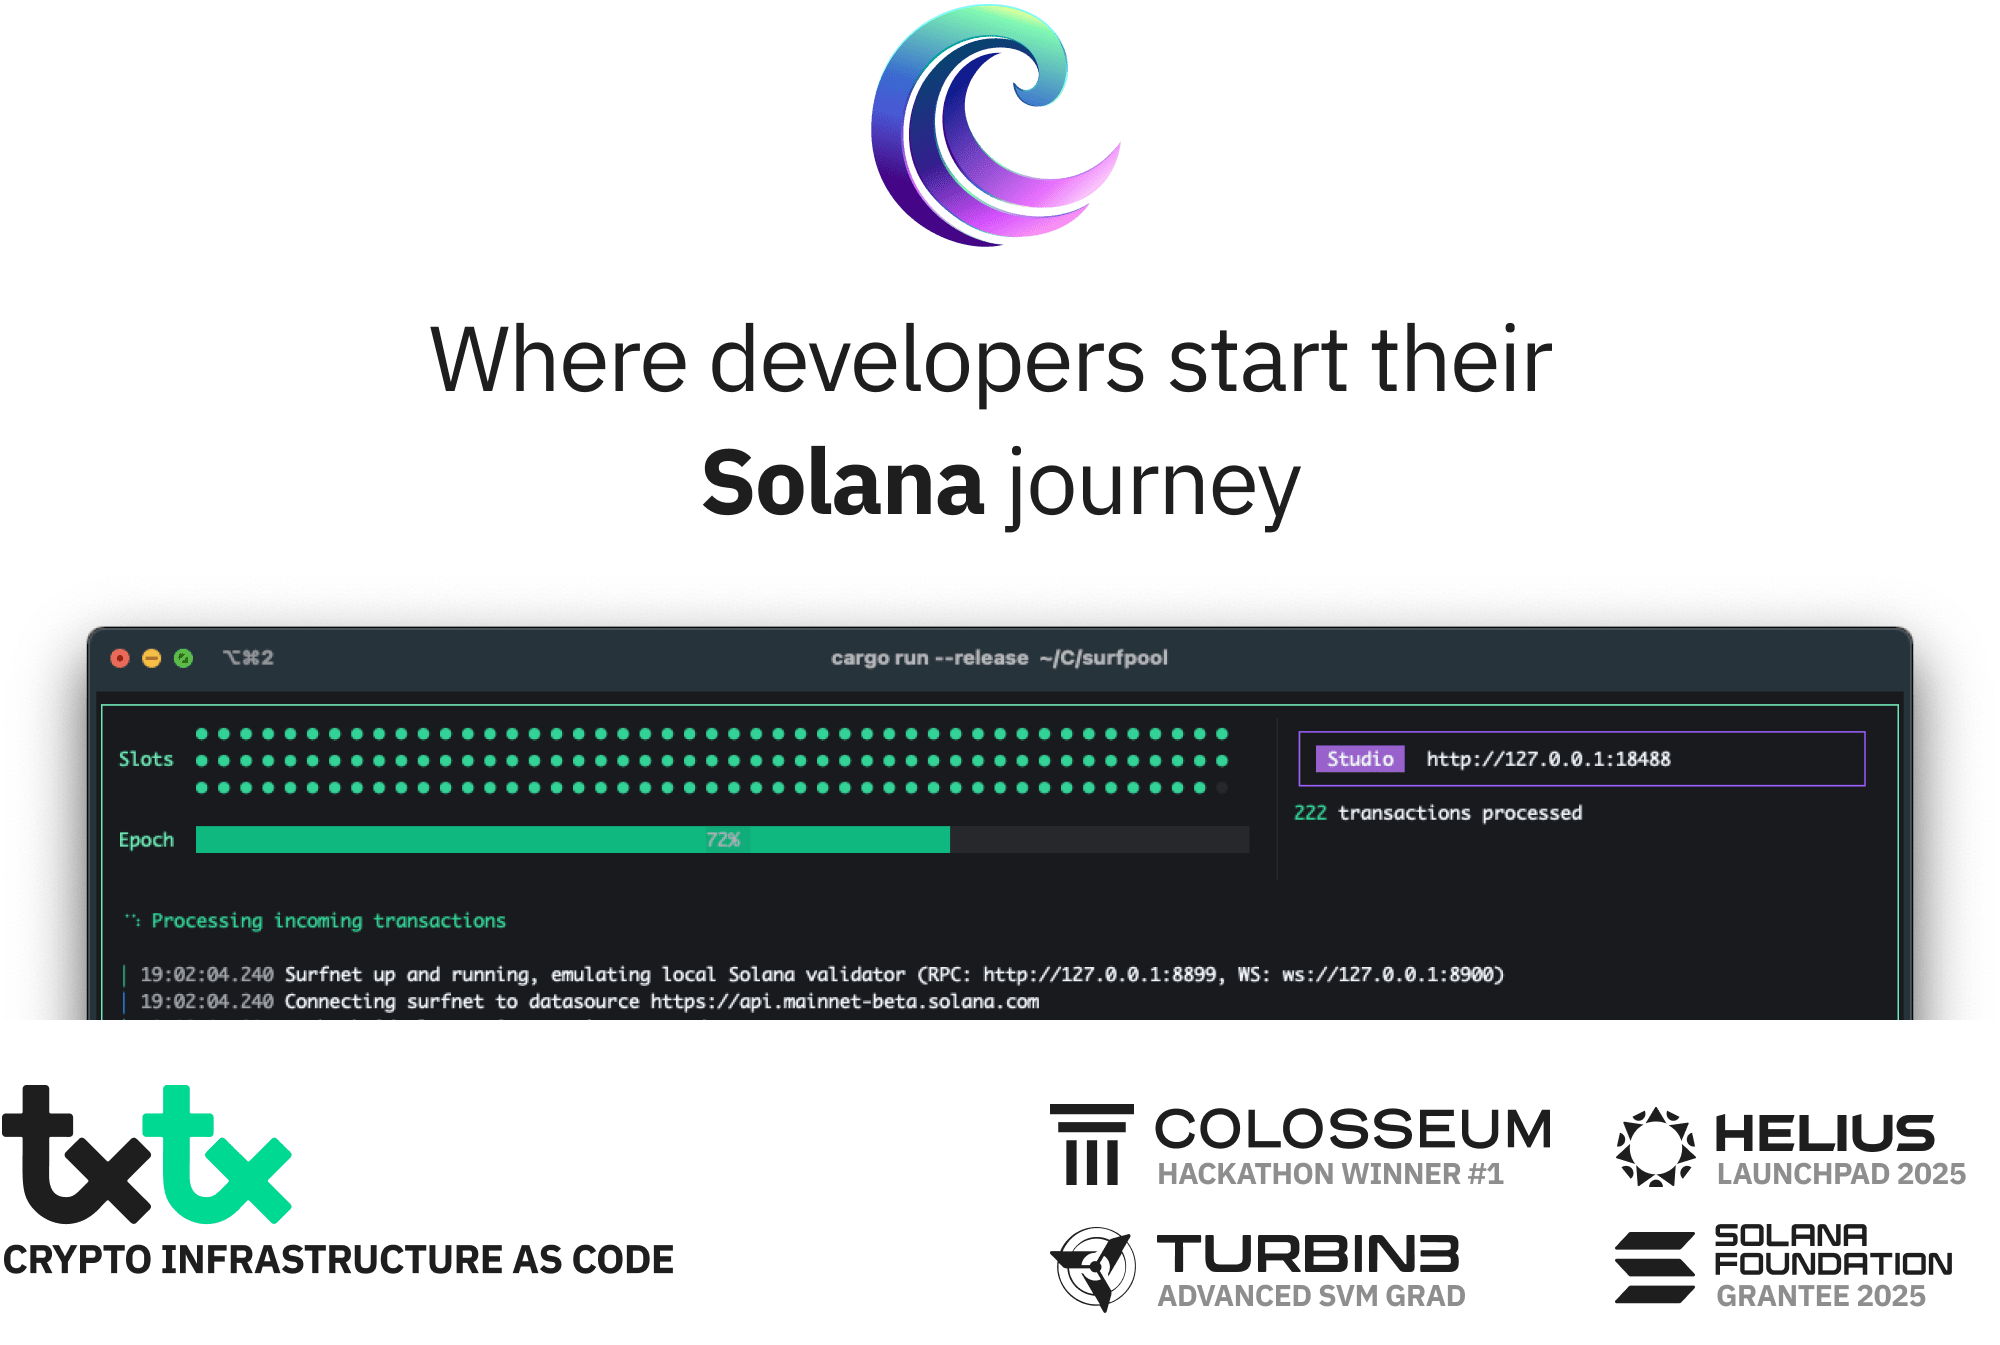 Where developers start their
Solana journey
⌥⌘2
cargo run --release ~/C/surfpool
Slots
Studio http://127.0.0.1:18488
222 transactions processed
Epoch 72%
Processing incoming transactions
19:02:04.240 Surfnet up and running, emulating local Solana validator (RPC: http://127.0.0.1:8899, WS: ws://127.0.0.1:8900)
19:02:04.240 Connecting surfnet to datasource https://api.mainnet-beta.solana.com
txtx
CRYPTO INFRASTRUCTURE AS CODE
COLOSSEUM
HACKATHON WINNER #1
HELIUS
LAUNCHPAD 2025
TURBIN3
ADVANCED SVM GRAD
SOLANA
FOUNDATION
GRANTEE 2025